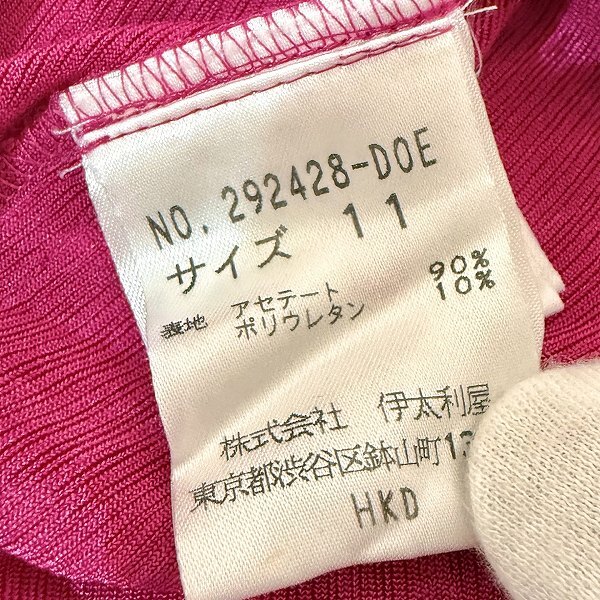 NO. 292428-DOE
サイズ 11
表地 アセテート 90%
ポリウレタン 10%
株式会社 伊太利屋
東京都渋谷区鉢山町13
HKD